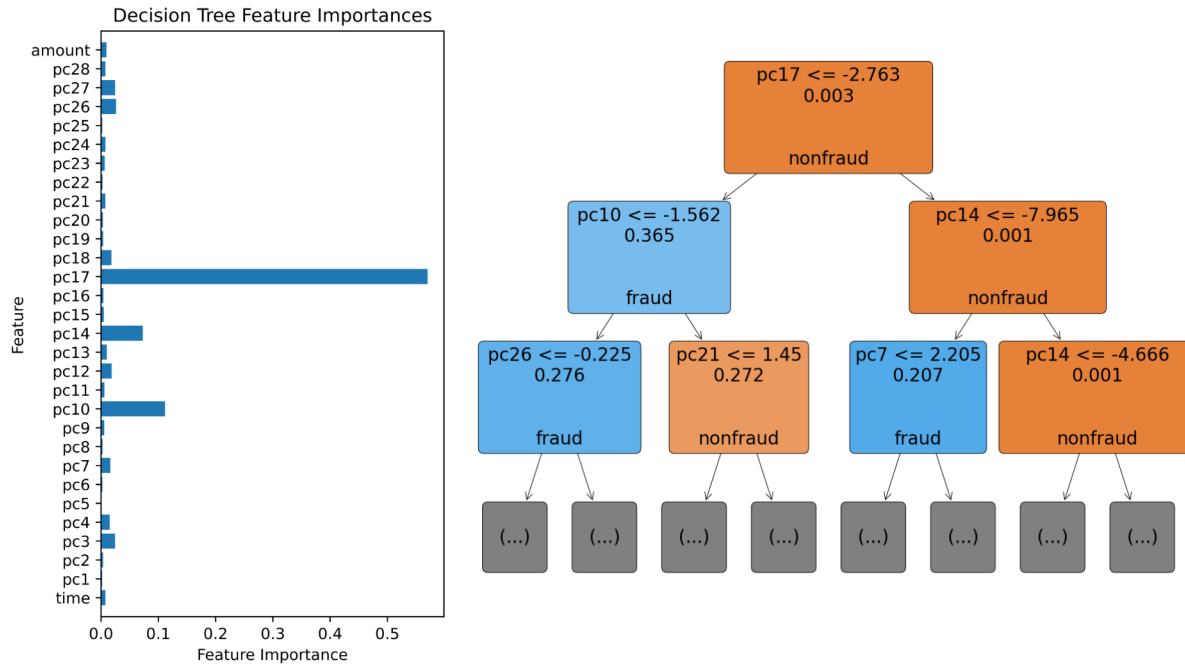 Decision Tree Feature Importances
amount
pc28
pc27
pc26
pc25
pc24
pc23
pc22
pc21
pc20
pc19
pc18
pc17
pc16
pc15
pc14
pc13
pc12
pc11
pc10
pc9
pc8
pc7
pc6
pc5
pc4
pc3
pc2
pc1
time
Feature
0.0 0.1 0.2 0.3 0.4 0.5
Feature Importance
pc17 <= -2.763
0.003
nonfraud
pc10 <= -1.562
0.365
fraud
pc14 <= -7.965
0.001
nonfraud
pc26 <= -0.225
0.276
fraud
pc21 <= 1.45
0.272
nonfraud
pc7 <= 2.205
0.207
fraud
pc14 <= -4.666
0.001
nonfraud
(...) (...) (...) (...) (...) (...) (...) (...)